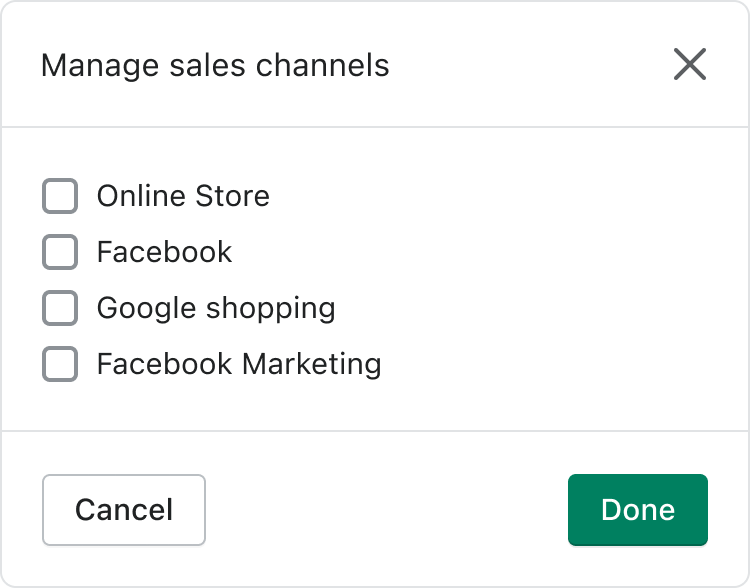 Manage sales channels
Online Store
Facebook
Google shopping
Facebook Marketing
Cancel
Done